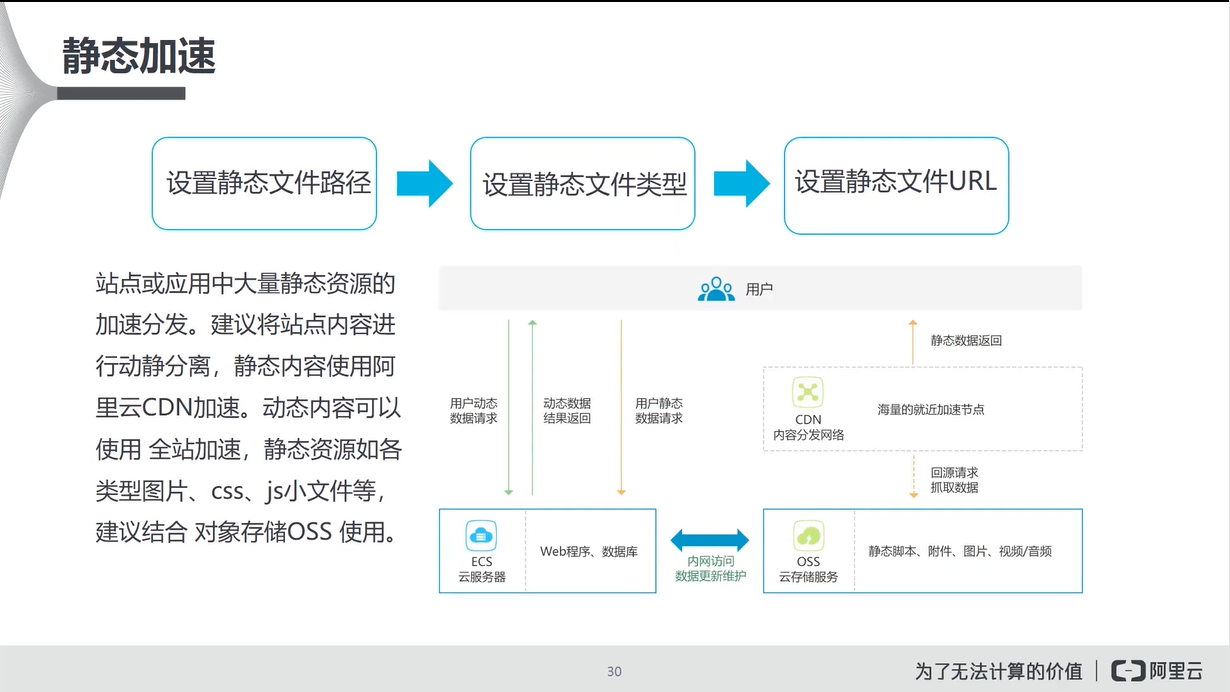 静态加速
设置静态文件路径
设置静态文件类型
设置静态文件URL
站点或应用中大量静态资源的
加速分发。建议将站点内容进
行动静分离，静态内容使用阿
里云CDN加速。动态内容可以
使用 全站加速，静态资源如各
类型图片、css、js小文件等，
建议结合 对象存储OSS 使用。
用户
用户动态
数据请求
动态数据
结果返回
用户静态
数据请求
静态数据返回
CDN
内容分发网络
海量的就近加速节点
回源请求
抓取数据
ECS
云服务器
Web程序、数据库
内网访问
数据更新维护
OSS
云存储服务
静态脚本、附件、图片、视频/音频
30
为了无法计算的价值
阿里云